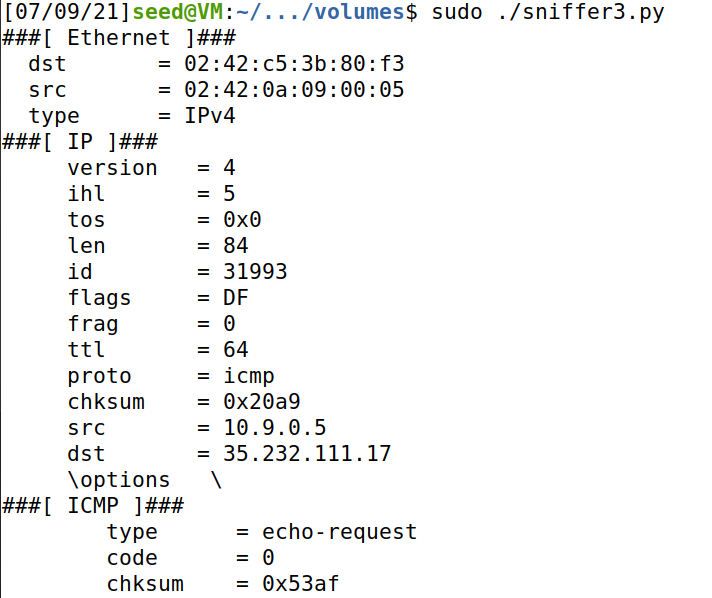 [07/09/21]seed@VM:~/.../volumes$ sudo ./sniffer3.py
###[ Ethernet ]###
  dst       = 02:42:c5:3b:80:f3
  src       = 02:42:0a:09:00:05
  type      = IPv4
###[ IP ]###
     version   = 4
     ihl       = 5
     tos       = 0x0
     len       = 84
     id        = 31993
     flags     = DF
     frag      = 0
     ttl       = 64
     proto     = icmp
     chksum    = 0x20a9
     src       = 10.9.0.5
     dst       = 35.232.111.17
     \options   \
###[ ICMP ]###
        type      = echo-request
        code      = 0
        chksum    = 0x53af